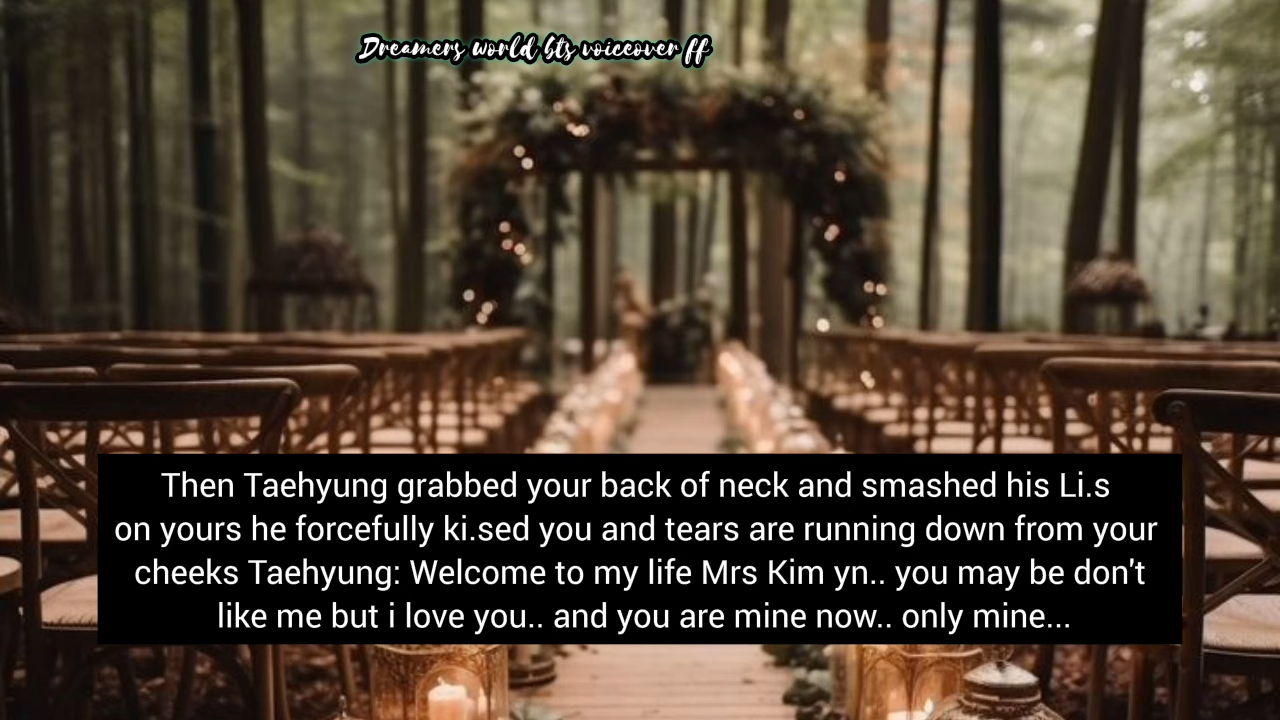 Dreamers world bts voiceover ff
Then Taehyung grabbed your back of neck and smashed his Li.s
on yours he forcefully ki.sed you and tears are running down from your
cheeks Taehyung: Welcome to my life Mrs Kim yn.. you may be don't
like me but i love you.. and you are mine now.. only mine...